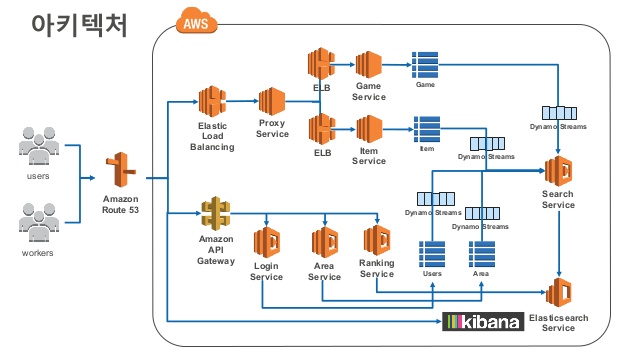 아키텍처
AWS
users
workers
Amazon
Route 53
Elastic
Load
Balancing
Proxy
Service
ELB
Game
Service
Game
ELB
Item
Service
Item
Dynamo Streams
Dynamo Streams
Search
Service
Amazon
API
Gateway
Login
Service
Area
Service
Ranking
Service
Dynamo Streams
Dynamo Streams
Users
Area
kibana
Elasticsearch
Service